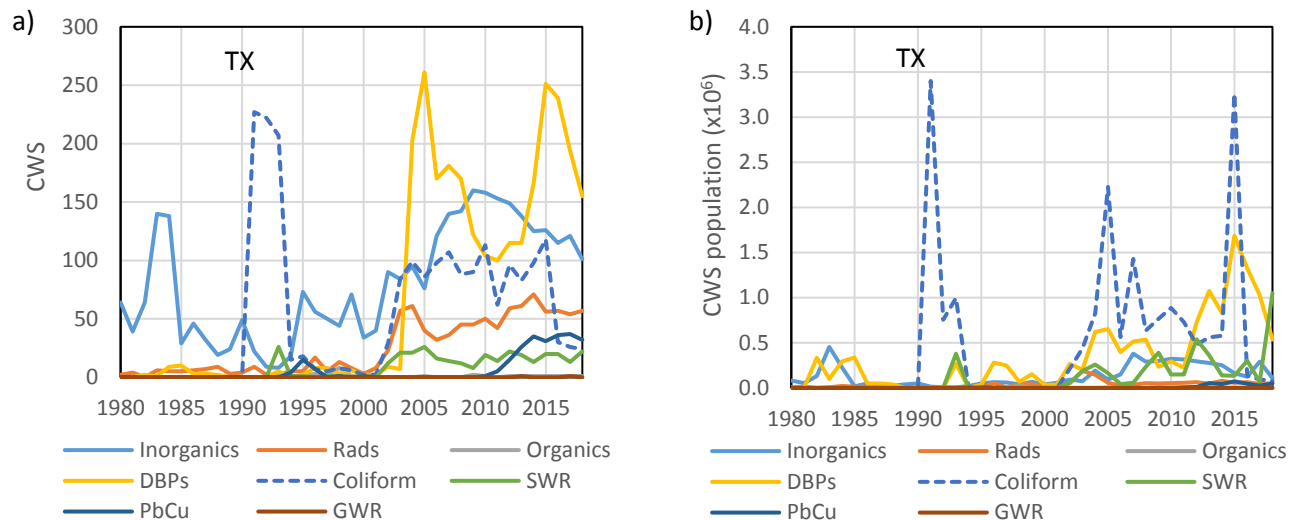 a)
TX
CWS
300
250
200
150
100
50
0
1980 1985 1990 1995 2000 2005 2010 2015
Inorganics Rads Organics
DBPs Coliform SWR
PbCu GWR
b)
TX
CWS population (x10⁶)
4.0
3.5
3.0
2.5
2.0
1.5
1.0
0.5
0.0
1980 1985 1990 1995 2000 2005 2010 2015
Inorganics Rads Organics
DBPs Coliform SWR
PbCu GWR